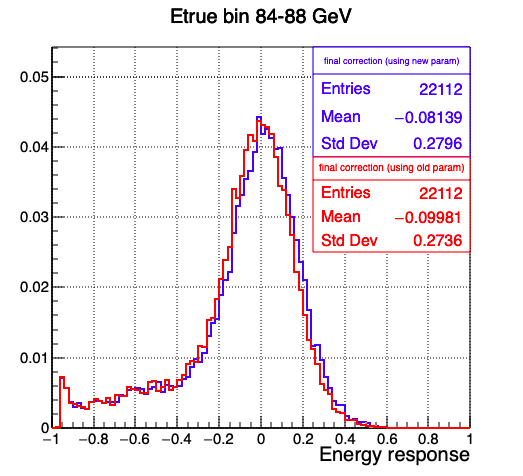 Etrue bin 84-88 GeV
final correction (using new param)
Entries 22112
Mean −0.08139
Std Dev 0.2796
final correction (using old param)
Entries 22112
Mean −0.09981
Std Dev 0.2736
0.05
0.04
0.03
0.02
0.01
0
−1 −0.8 −0.6 −0.4 −0.2 0 0.2 0.4 0.6 0.8 1
Energy response